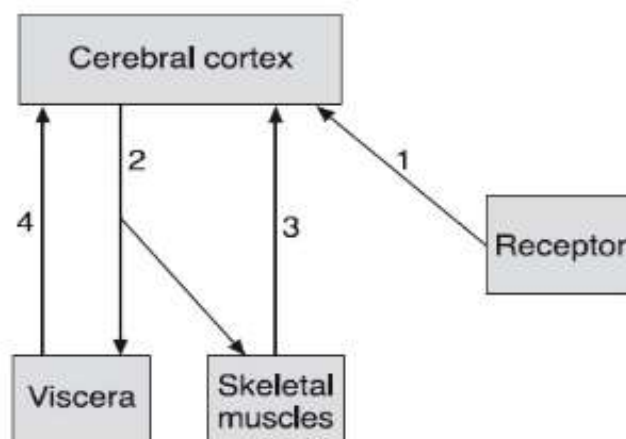 Cerebral cortex
2
1
4
3
Receptor
Viscera
Skeletal
muscles